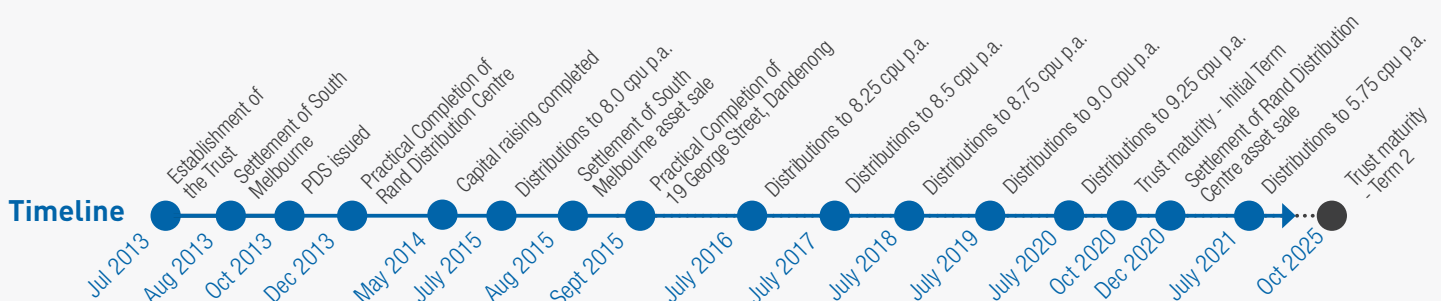 Timeline
Establishment of
the Trust
Jul 2013
Settlement of South
Melbourne
Aug 2013
PDS issued
Oct 2013
Practical Completion of
Rand Distribution Centre
Dec 2013
Capital raising completed
May 2014
Distributions to 8.0 cpu p.a.
July 2015
Settlement of South
Melbourne asset sale
Aug 2015
Practical Completion of
19 George Street, Dandenong
Sept 2015
Distributions to 8.25 cpu p.a.
July 2016
Distributions to 8.5 cpu p.a.
July 2017
Distributions to 8.75 cpu p.a.
July 2018
Distributions to 9.0 cpu p.a.
July 2019
Distributions to 9.25 cpu p.a.
July 2020
Trust maturity - Initial Term
Oct 2020
Settlement of Rand Distribution
Centre asset sale
Dec 2020
Distributions to 5.75 cpu p.a.
July 2021
Trust maturity
- Term 2
Oct 2025